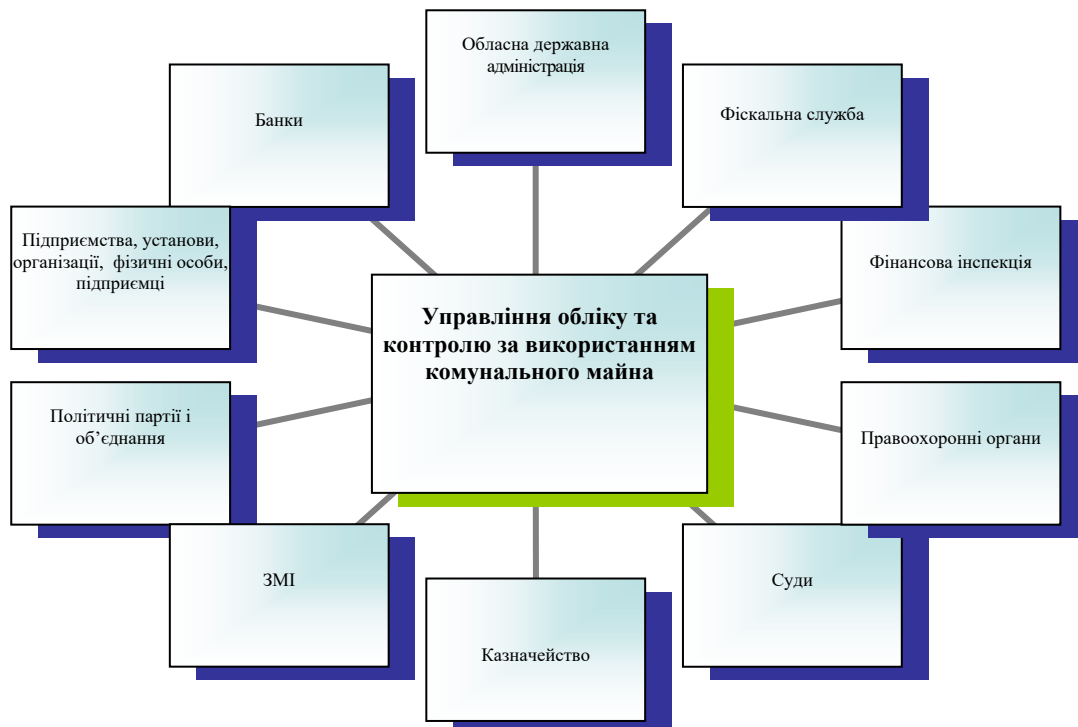 Обласна державна
адміністрація
Банки
Фіскальна служба
Підприємства, установи,
організації, фізичні особи,
підприємці
Фінансова інспекція
Управління обліку та
контролю за використанням
комунального майна
Політичні партії і
об’єднання
Правоохоронні органи
ЗМІ
Суди
Казначейство